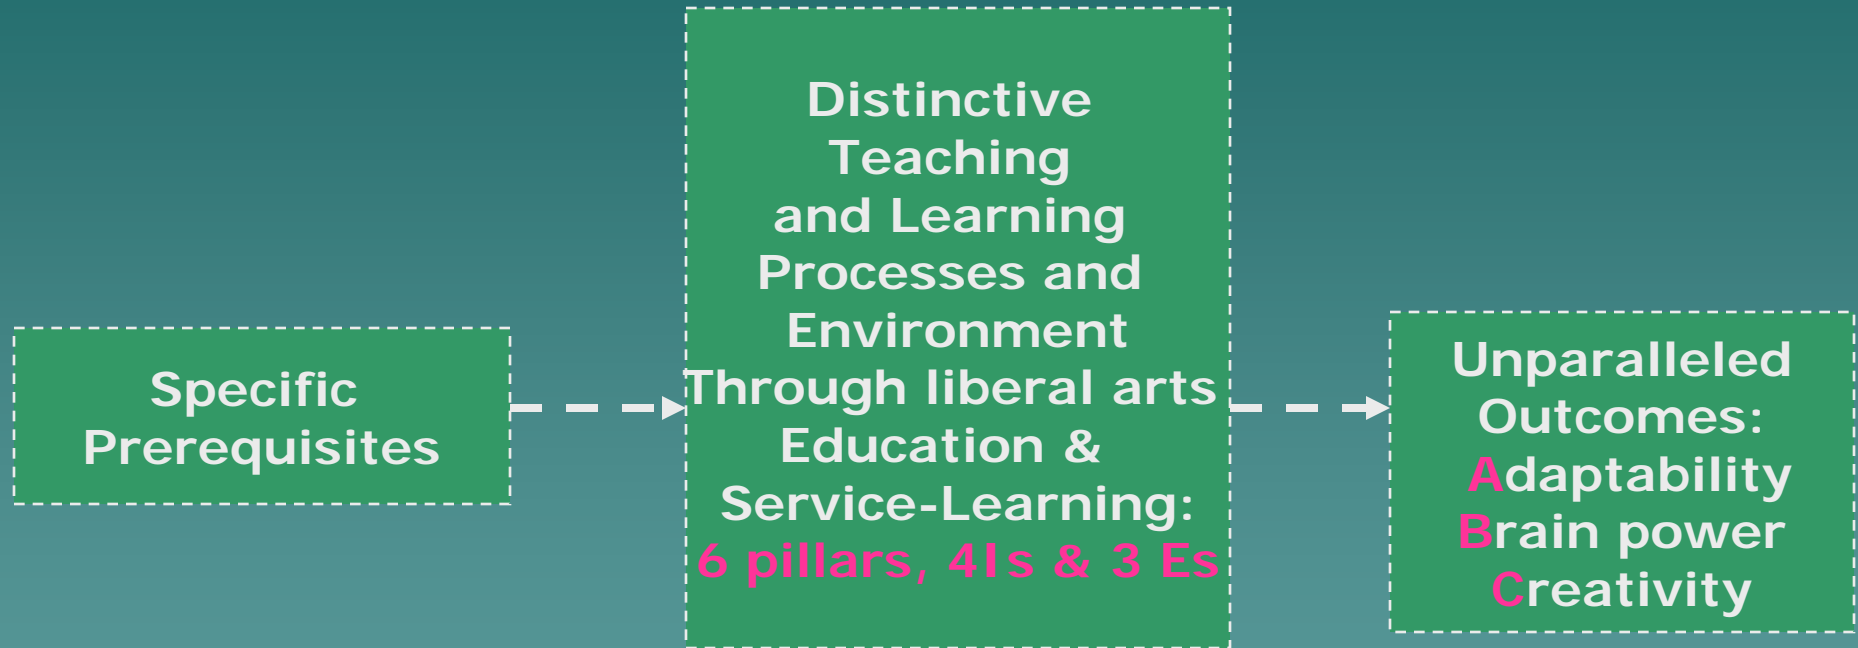 Specific
Prerequisites
Distinctive
Teaching
and Learning
Processes and
Environment
Through liberal arts
Education &
Service-Learning:
6 pillars, 4Is & 3 Es
Unparalleled
Outcomes:
Adaptability
Brain power
Creativity